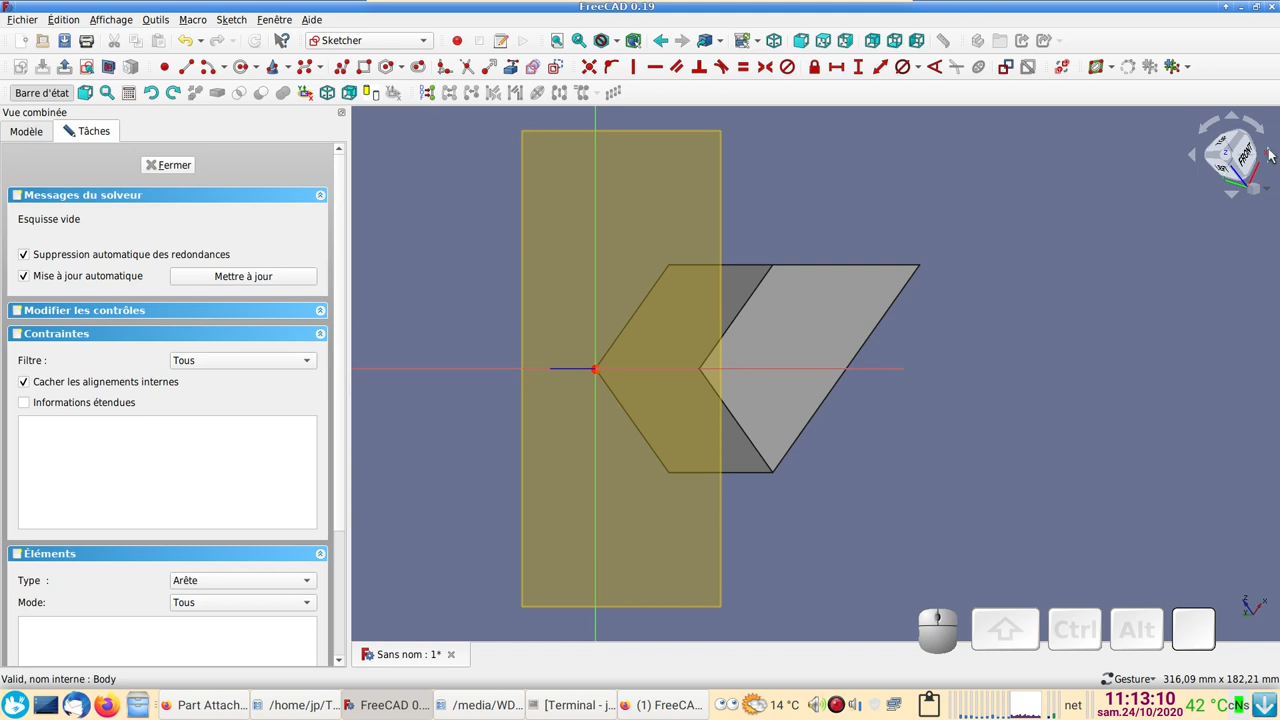 FreeCAD 0.19
Fichier Édition Affichage Outils Macro Sketch Fenêtre Aide
Sketcher
Barre d'état
Vue combinée
Modèle Tâches
Fermer
Messages du solveur
Esquisse vide
Suppression automatique des redondances
Mise à jour automatique Mettre à jour
Modifier les contrôles
Contraintes
Filtre : Tous
Cacher les alignements internes
Informations étendues
Éléments
Type : Arête
Mode: Tous
FRONT
Ctrl Alt
Sans nom : 1*
Valid, nom interne : Body
Gesture 316,09 mm x 182,21 mm
Part Attach... /home/jp/T... FreeCAD 0.... /media/WD... [Terminal - j... (1) FreeCA...
14 °C
net
11:13:10
sam.24/10/2020
42 °C